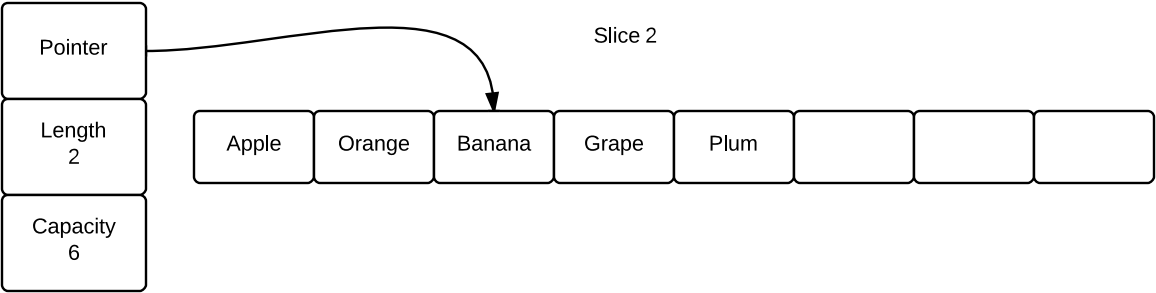 Pointer
Slice 2
Length
2
Apple
Orange
Banana
Grape
Plum
Capacity
6